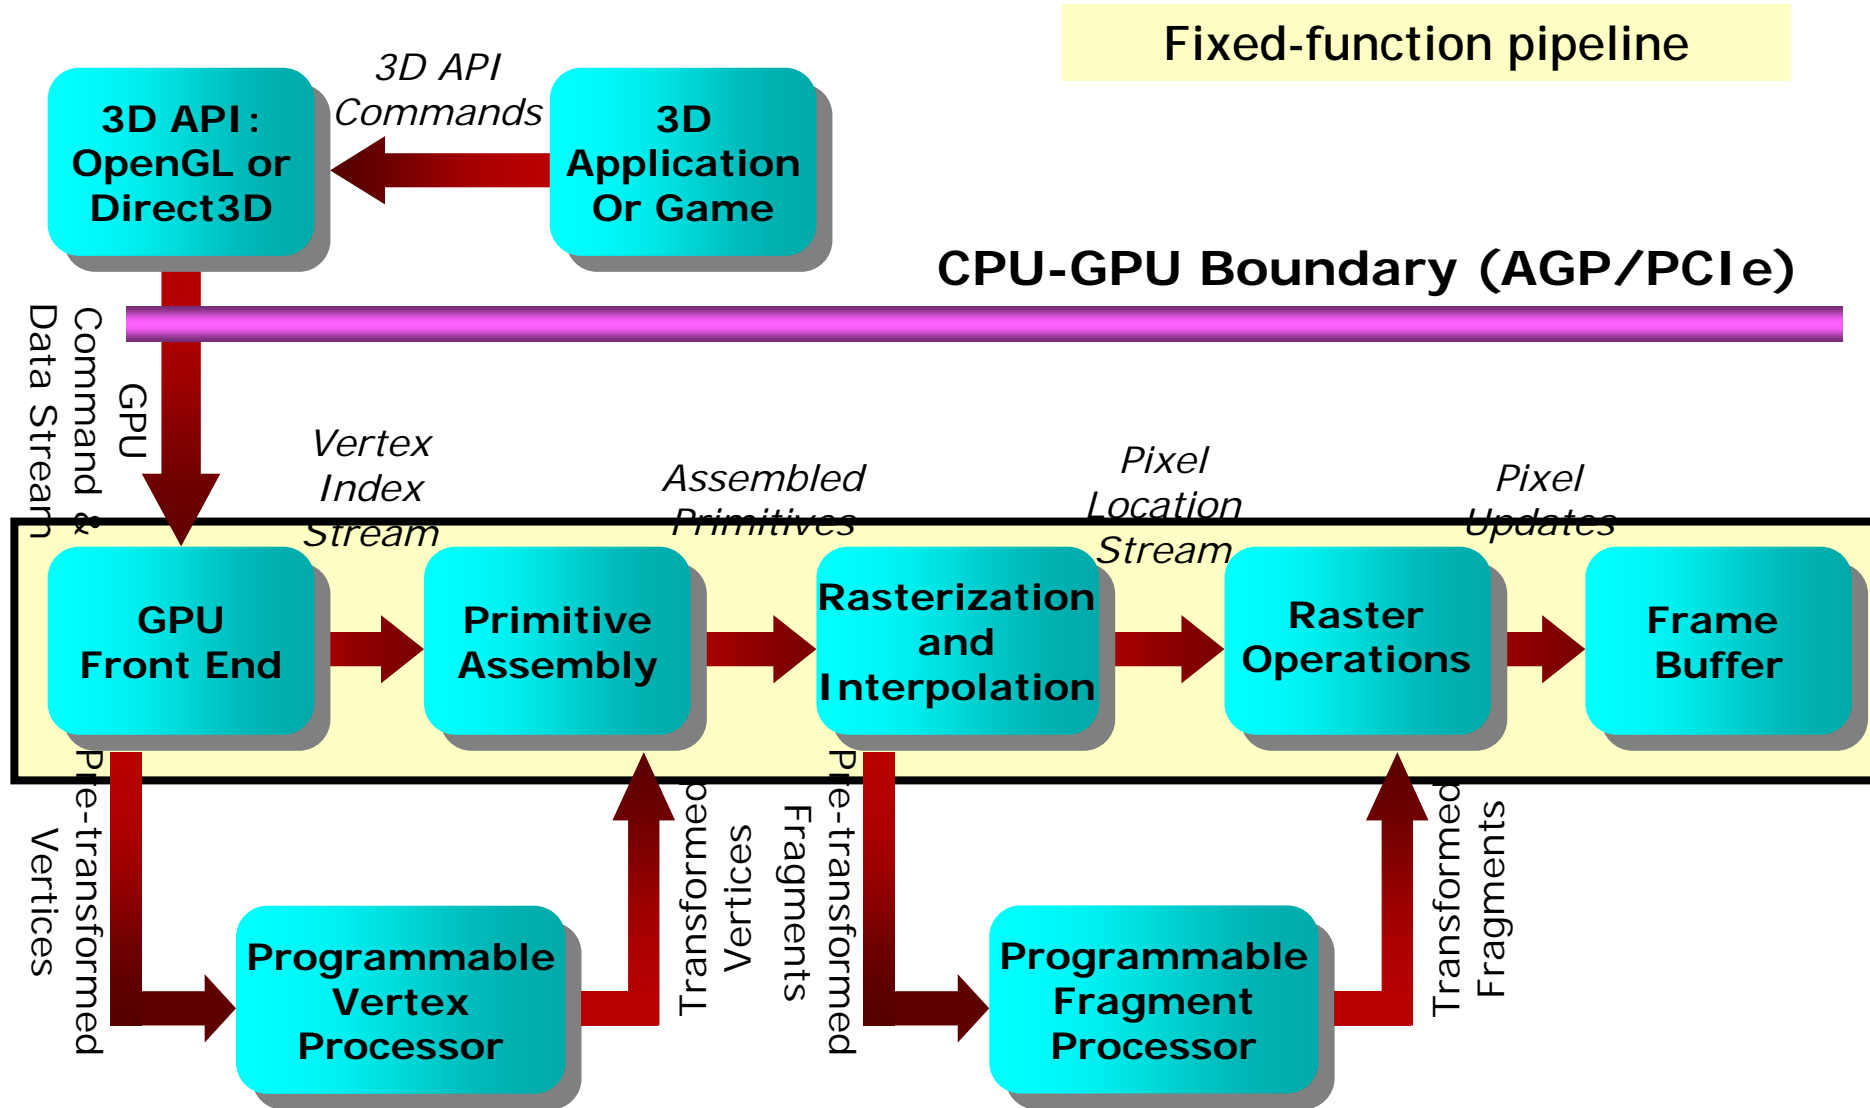 Fixed-function pipeline
3D API
Commands
3D API:
OpenGL or
Direct3D
3D
Application
Or Game
CPU-GPU Boundary (AGP/PCIe)
GPU
Command &
Data Stream
Vertex
Index
Stream
Assembled
Primitives
Pixel
Location
Stream
Pixel
Updates
GPU
Front End
Primitive
Assembly
Rasterization
and
Interpolation
Raster
Operations
Frame
Buffer
Pre-transformed
Vertices
Transformed
Vertices
Pre-transformed
Fragments
Transformed
Fragments
Programmable
Vertex
Processor
Programmable
Fragment
Processor